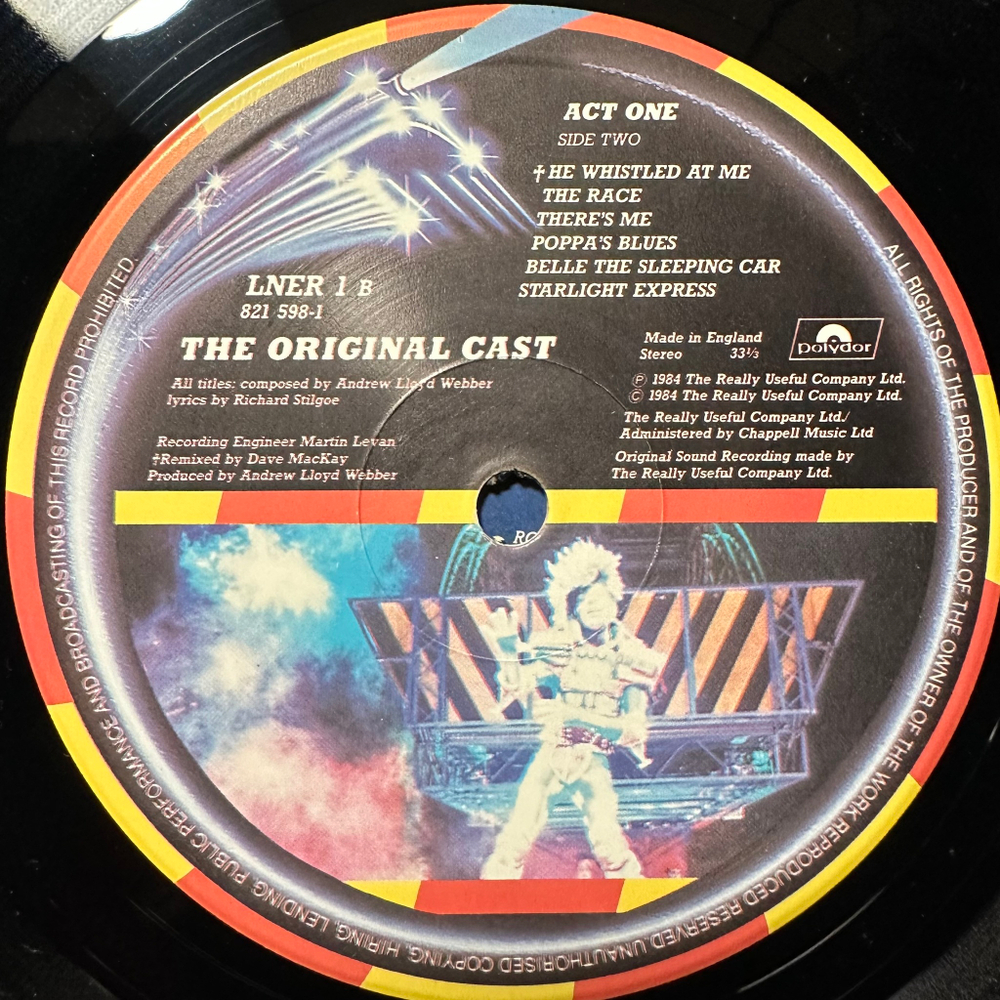 ACT ONE
SIDE TWO
†HE WHISTLED AT ME
THE RACE
THERE'S ME
POPPA'S BLUES
BELLE THE SLEEPING CAR
STARLIGHT EXPRESS
LNER 1 B
821 598-1
THE ORIGINAL CAST
All titles: composed by Andrew Lloyd Webber
lyrics by Richard Stilgoe
Recording Engineer Martin Levan
†Remixed by Dave MacKay
Produced by Andrew Lloyd Webber
Made in England
Stereo 33⅓
polydor
Ⓟ 1984 The Really Useful Company Ltd.
© 1984 The Really Useful Company Ltd.
The Really Useful Company Ltd./
Administered by Chappell Music Ltd
Original Sound Recording made by
The Really Useful Company Ltd.
ALL RIGHTS OF THE PRODUCER AND OF THE OWNER OF THE WORK REPRODUCED RESERVED. UNAUTHORISED COPYING, HIRING, LENDING, PUBLIC PERFORMANCE AND BROADCASTING OF THIS RECORD PROHIBITED.